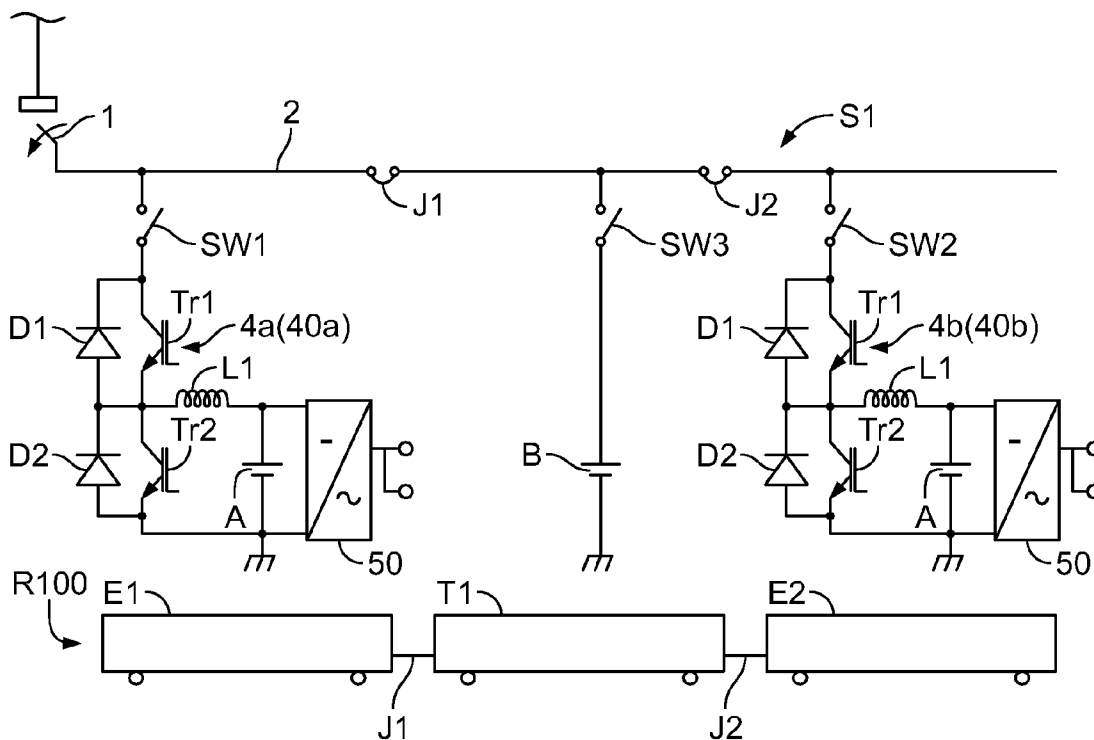 1
2
S1
J1
J2
SW1
SW3
SW2
Tr1
D1
4a(40a)
L1
Tr2
D2
-
~
A
50
B
Tr1
D1
4b(40b)
L1
Tr2
D2
-
~
A
50
R100
E1
T1
E2
J1
J2